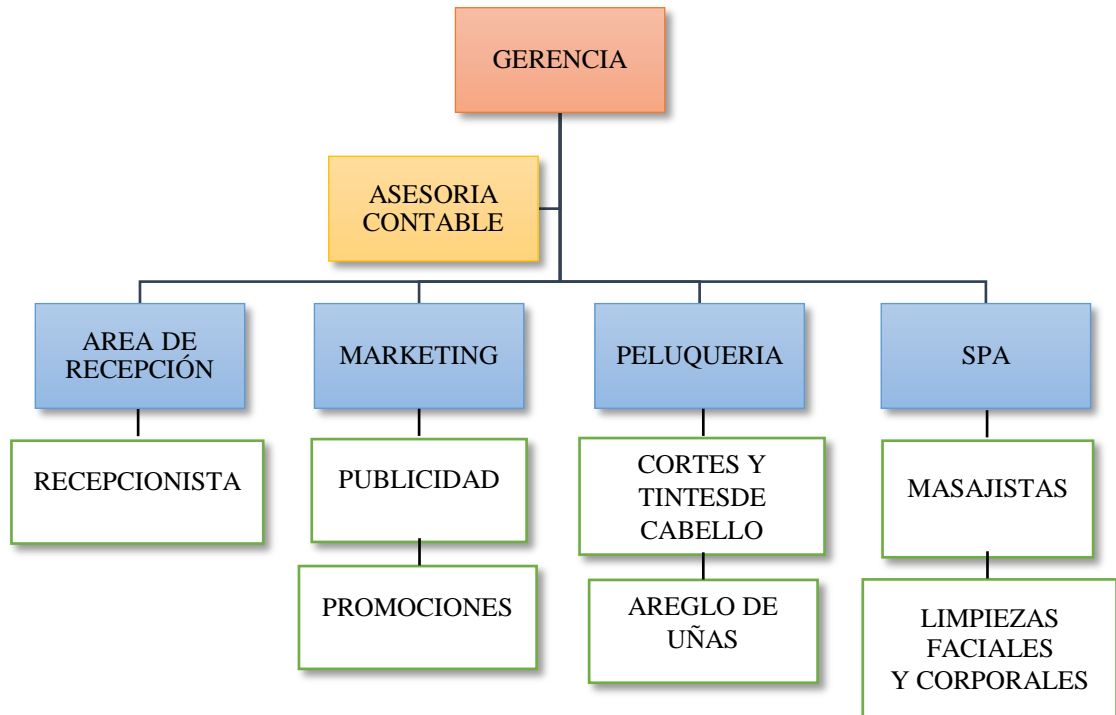 GERENCIA
ASESORIA
CONTABLE
AREA DE
RECEPCIÓN
MARKETING
PELUQUERIA
SPA
RECEPCIONISTA
PUBLICIDAD
CORTES Y
TINTESDE
CABELLO
MASAJISTAS
PROMOCIONES
AREGLO DE
UÑAS
LIMPIEZAS
FACIALES
Y CORPORALES